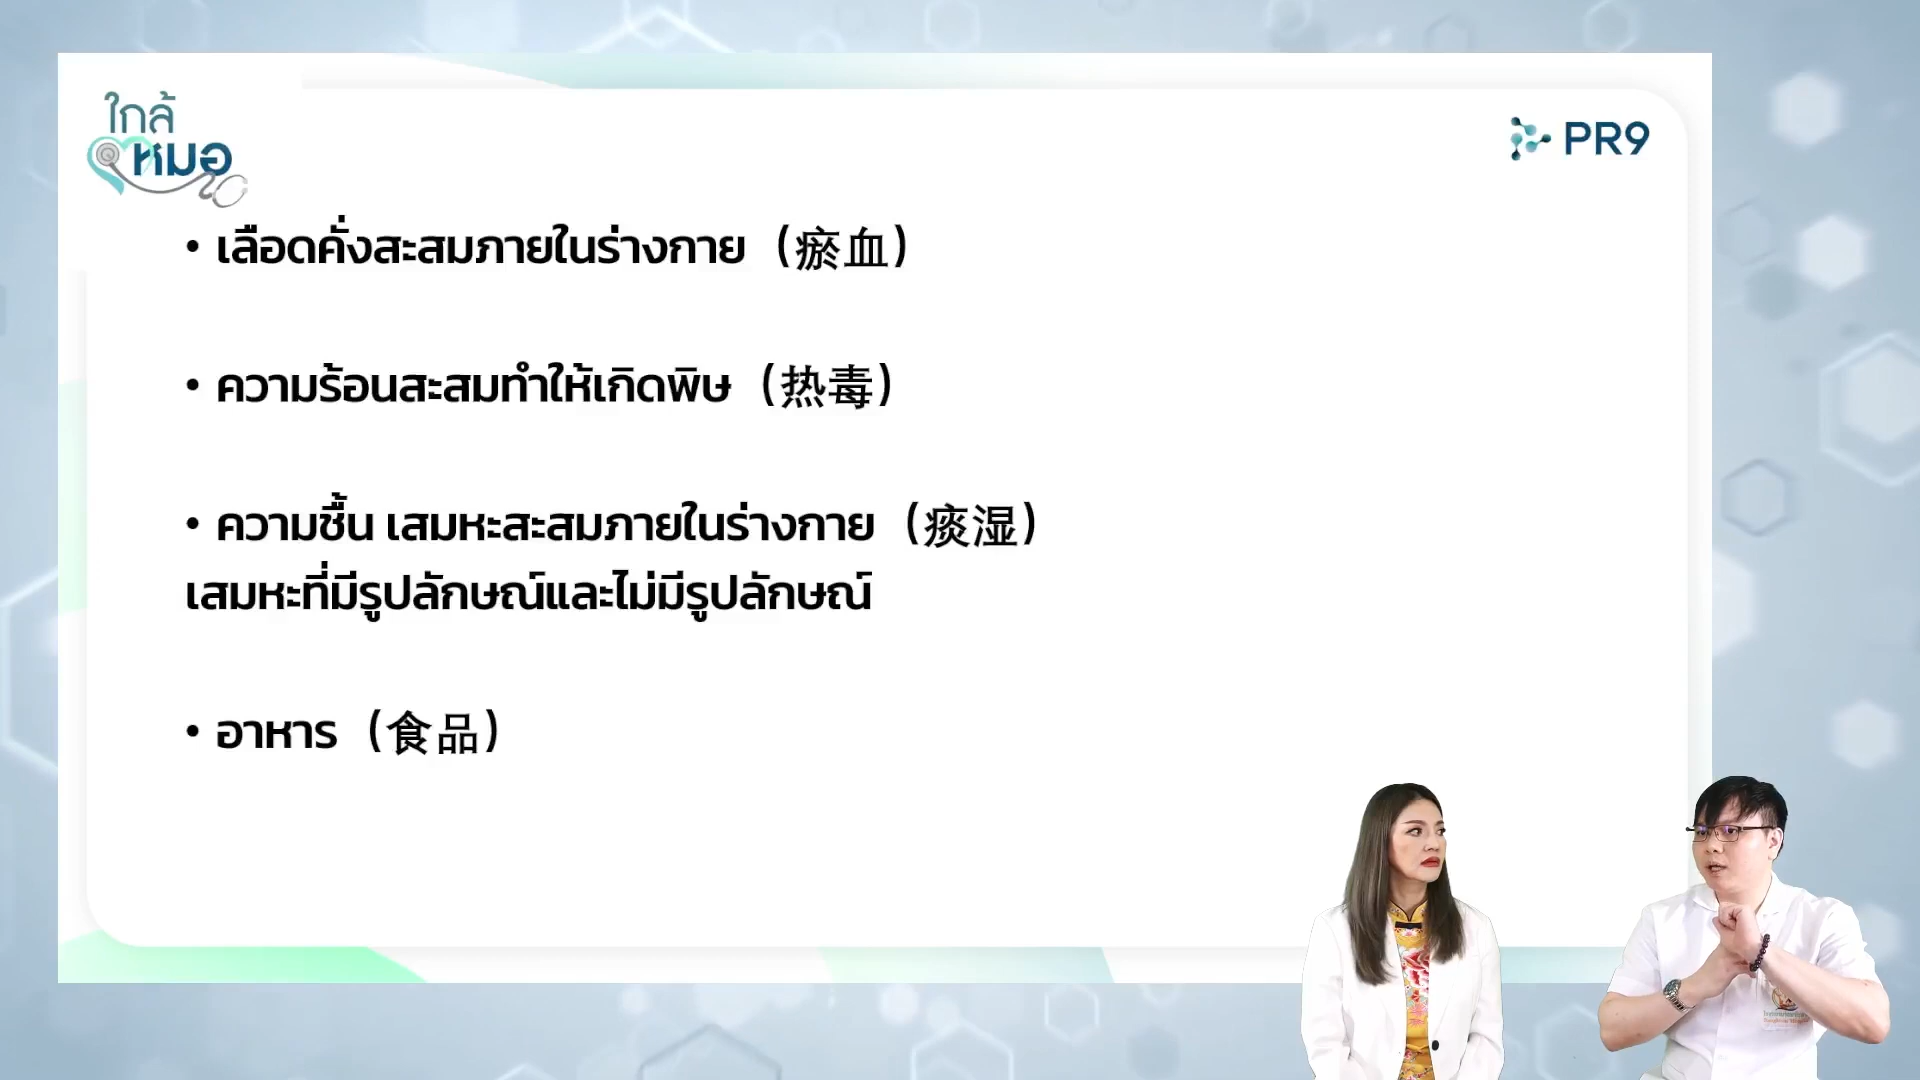 ใกล้
หมอ
PR9
• เลือดคั่งสะสมภายในร่างกาย（瘀血）
• ความร้อนสะสมทำให้เกิดพิษ（热毒）
• ความชื้น เสมหะสะสมภายในร่างกาย（痰湿）
เสมหะที่มีรูปลักษณ์และไม่มีรูปลักษณ์
• อาหาร（食品）